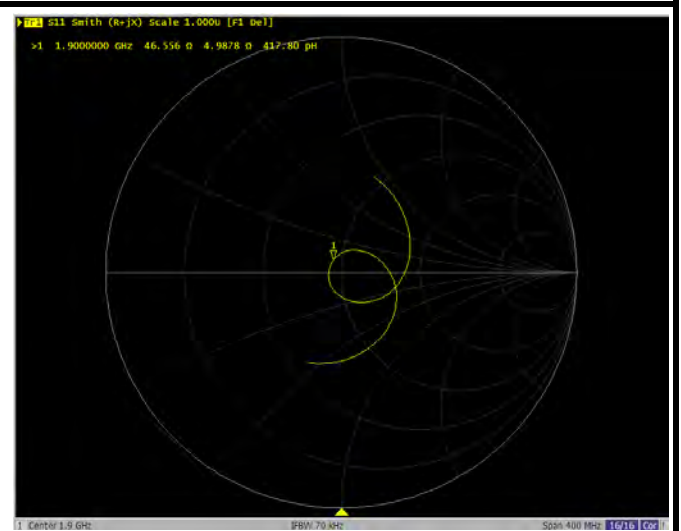 Tr1 S11 Smith (R+jX) Scale 1.000U [F1 Del]
>1 1.9000000 GHz 46.556 Ω 4.9878 Ω 417.80 pH
1
1 Center 1.9 GHz IFBW 70 kHz Span 400 MHz 16/16 Cor !